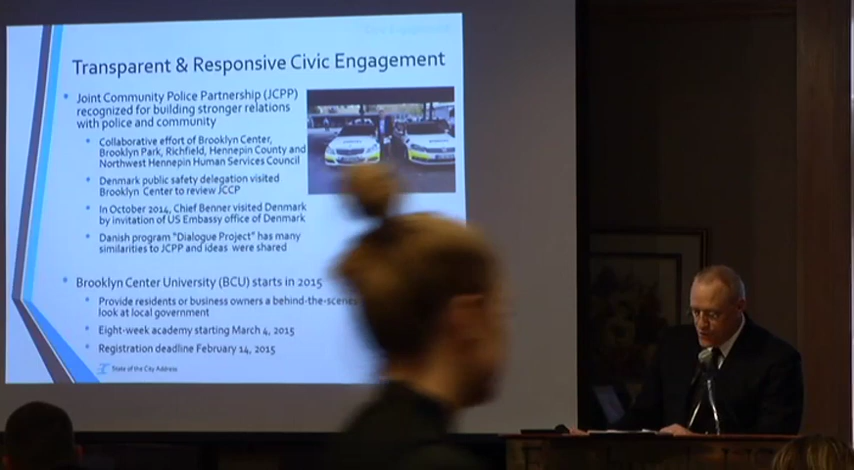 Transparent & Responsive Civic Engagement
Joint Community Police Partnership (JCPP)
recognized for building stronger relations
with police and community
Collaborative effort of Brooklyn Center,
Brooklyn Park, Richfield, Hennepin County and
Northwest Hennepin Human Services Council
Denmark public safety delegation visited
Brooklyn Center to review JCCP
In October 2014, Chief Benner visited Denmark
by invitation of US Embassy office of Denmark
Danish program "Dialogue Project" has many
similarities to JCPP and ideas were shared
Brooklyn Center University (BCU) starts in 2015
Provide residents or business owners a behind-the-scenes
look at local government
Eight-week academy starting March 4, 2015
Registration deadline February 14, 2015
State of the City Address